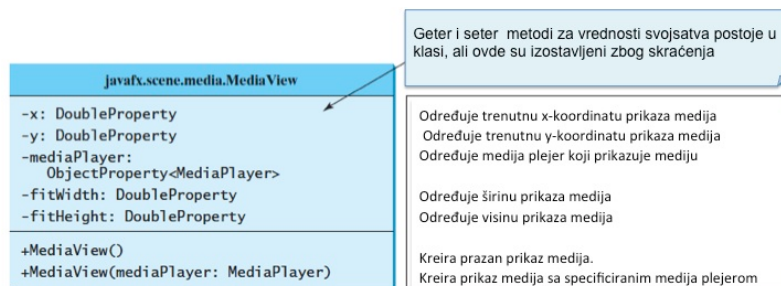 Geter i seter metodi za vrednosti svojsatva postoje u
klasi, ali ovde su izostavljeni zbog skraćenja
javafx.scene.media.MediaView
-x: DoubleProperty
-y: DoubleProperty
-mediaPlayer:
ObjectProperty<MediaPlayer>
-fitWidth: DoubleProperty
-fitHeight: DoubleProperty
+MediaView()
+MediaView(mediaPlayer: MediaPlayer)
Određuje trenutnu x-koordinatu prikaza medija
Određuje trenutnu y-koordinatu prikaza medija
Određuje medija plejer koji prikazuje mediju
Određuje širinu prikaza medija
Određuje visinu prikaza medija
Kreira prazan prikaz medija.
Kreira prikaz medija sa specificiranim medija plejerom